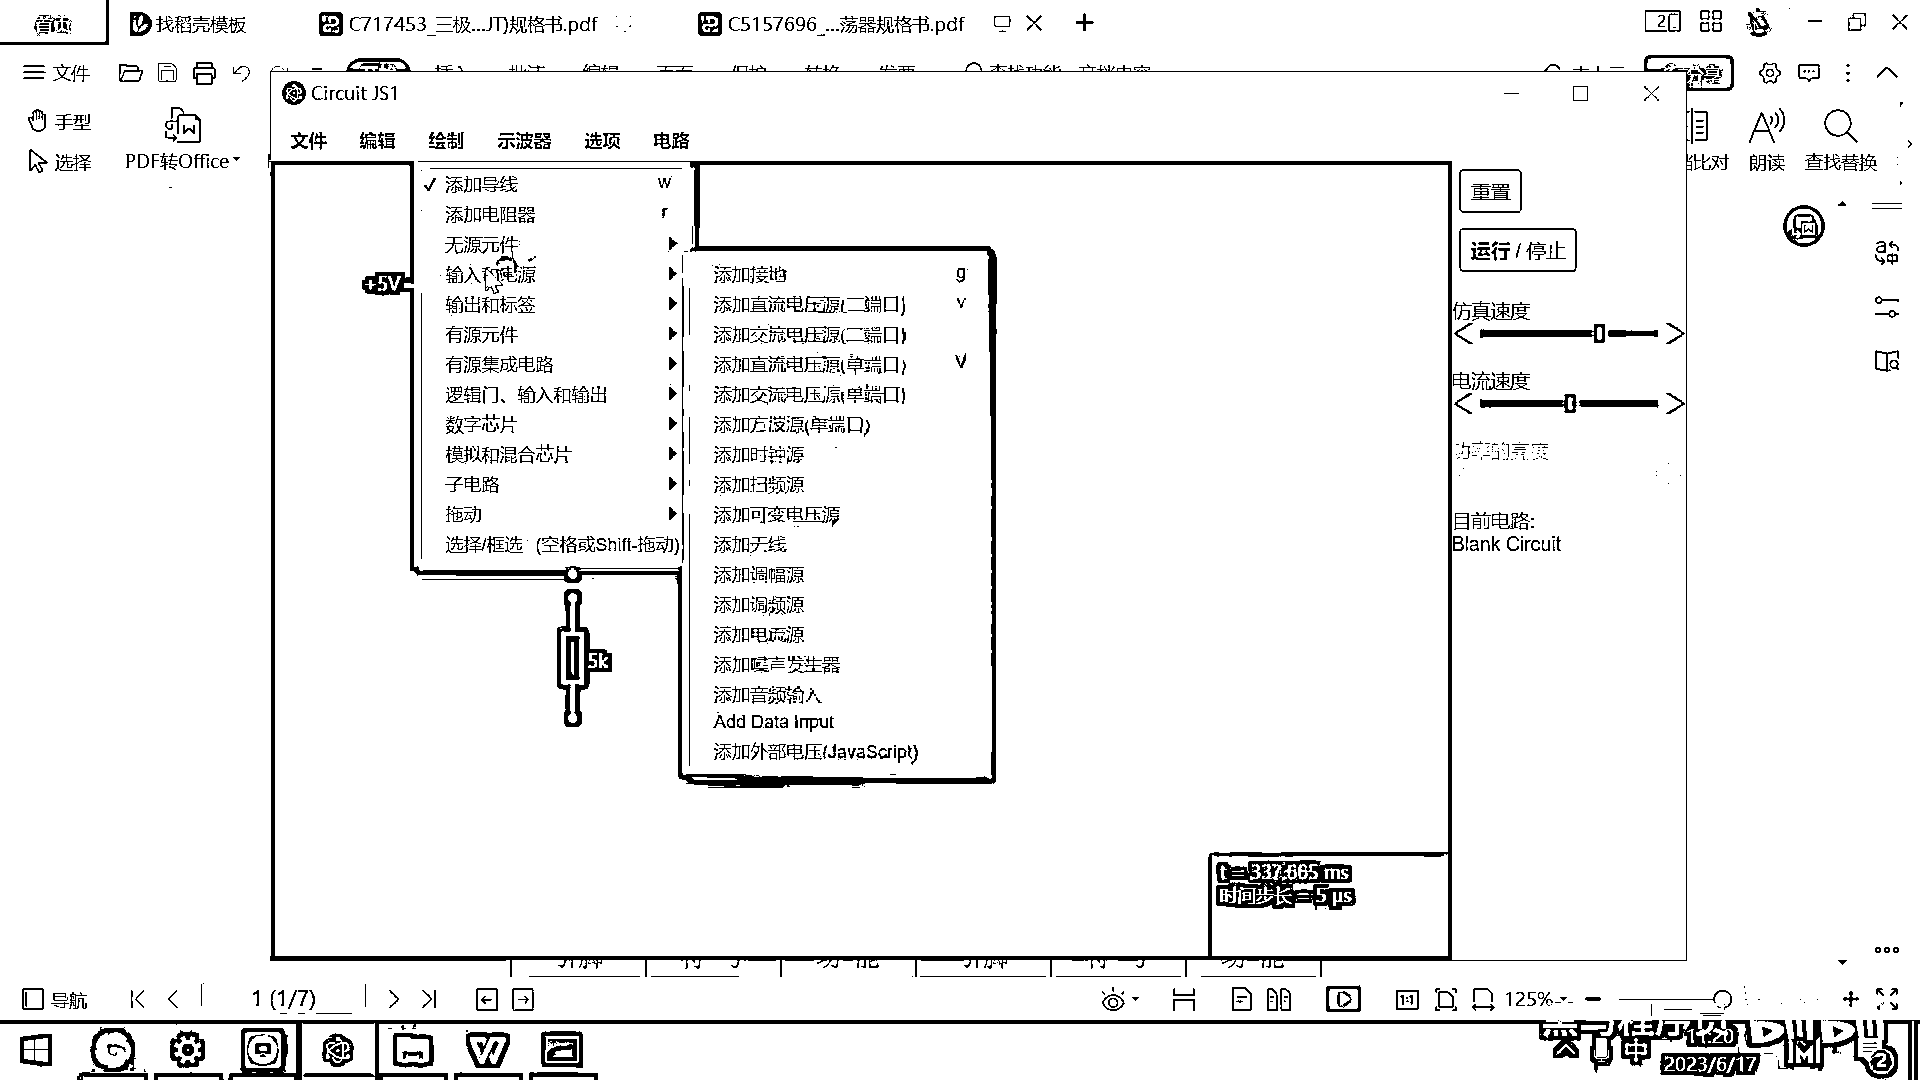 首页
找稻壳模板
C717453_三极...JT)规格书.pdf
C5157696_...荡器规格书.pdf
文件
手型
选择
PDF转Office
朗读
查找替换
Circuit JS1
文件 编辑 绘制 示波器 选项 电路
添加导线 w
添加电阻器 r
无源元件
输入和电源
输出和标签
有源元件
有源集成电路
逻辑门、输入和输出
数字芯片
模拟和混合芯片
子电路
拖动
选择/框选 (空格或Shift-拖动)
添加接地 g
添加直流电压源(二端口) v
添加交流电压源(二端口)
添加直流电压源(单端口) V
添加交流电压源(单端口)
添加方波源(单端口)
添加时钟源
添加扫频源
添加可变电压源
添加天线
添加调幅源
添加调频源
添加电流源
添加噪声发生器
添加音频输入
Add Data Input
添加外部电压(JavaScript)
+5V
5k
重置
运行 / 停止
仿真速度
电流速度
功率的亮度
目前电路:
Blank Circuit
t = 337.665 ms
时间步长 = 5 µs
导航
1 (1/7)
125%
中
14:20
2023/6/17
2